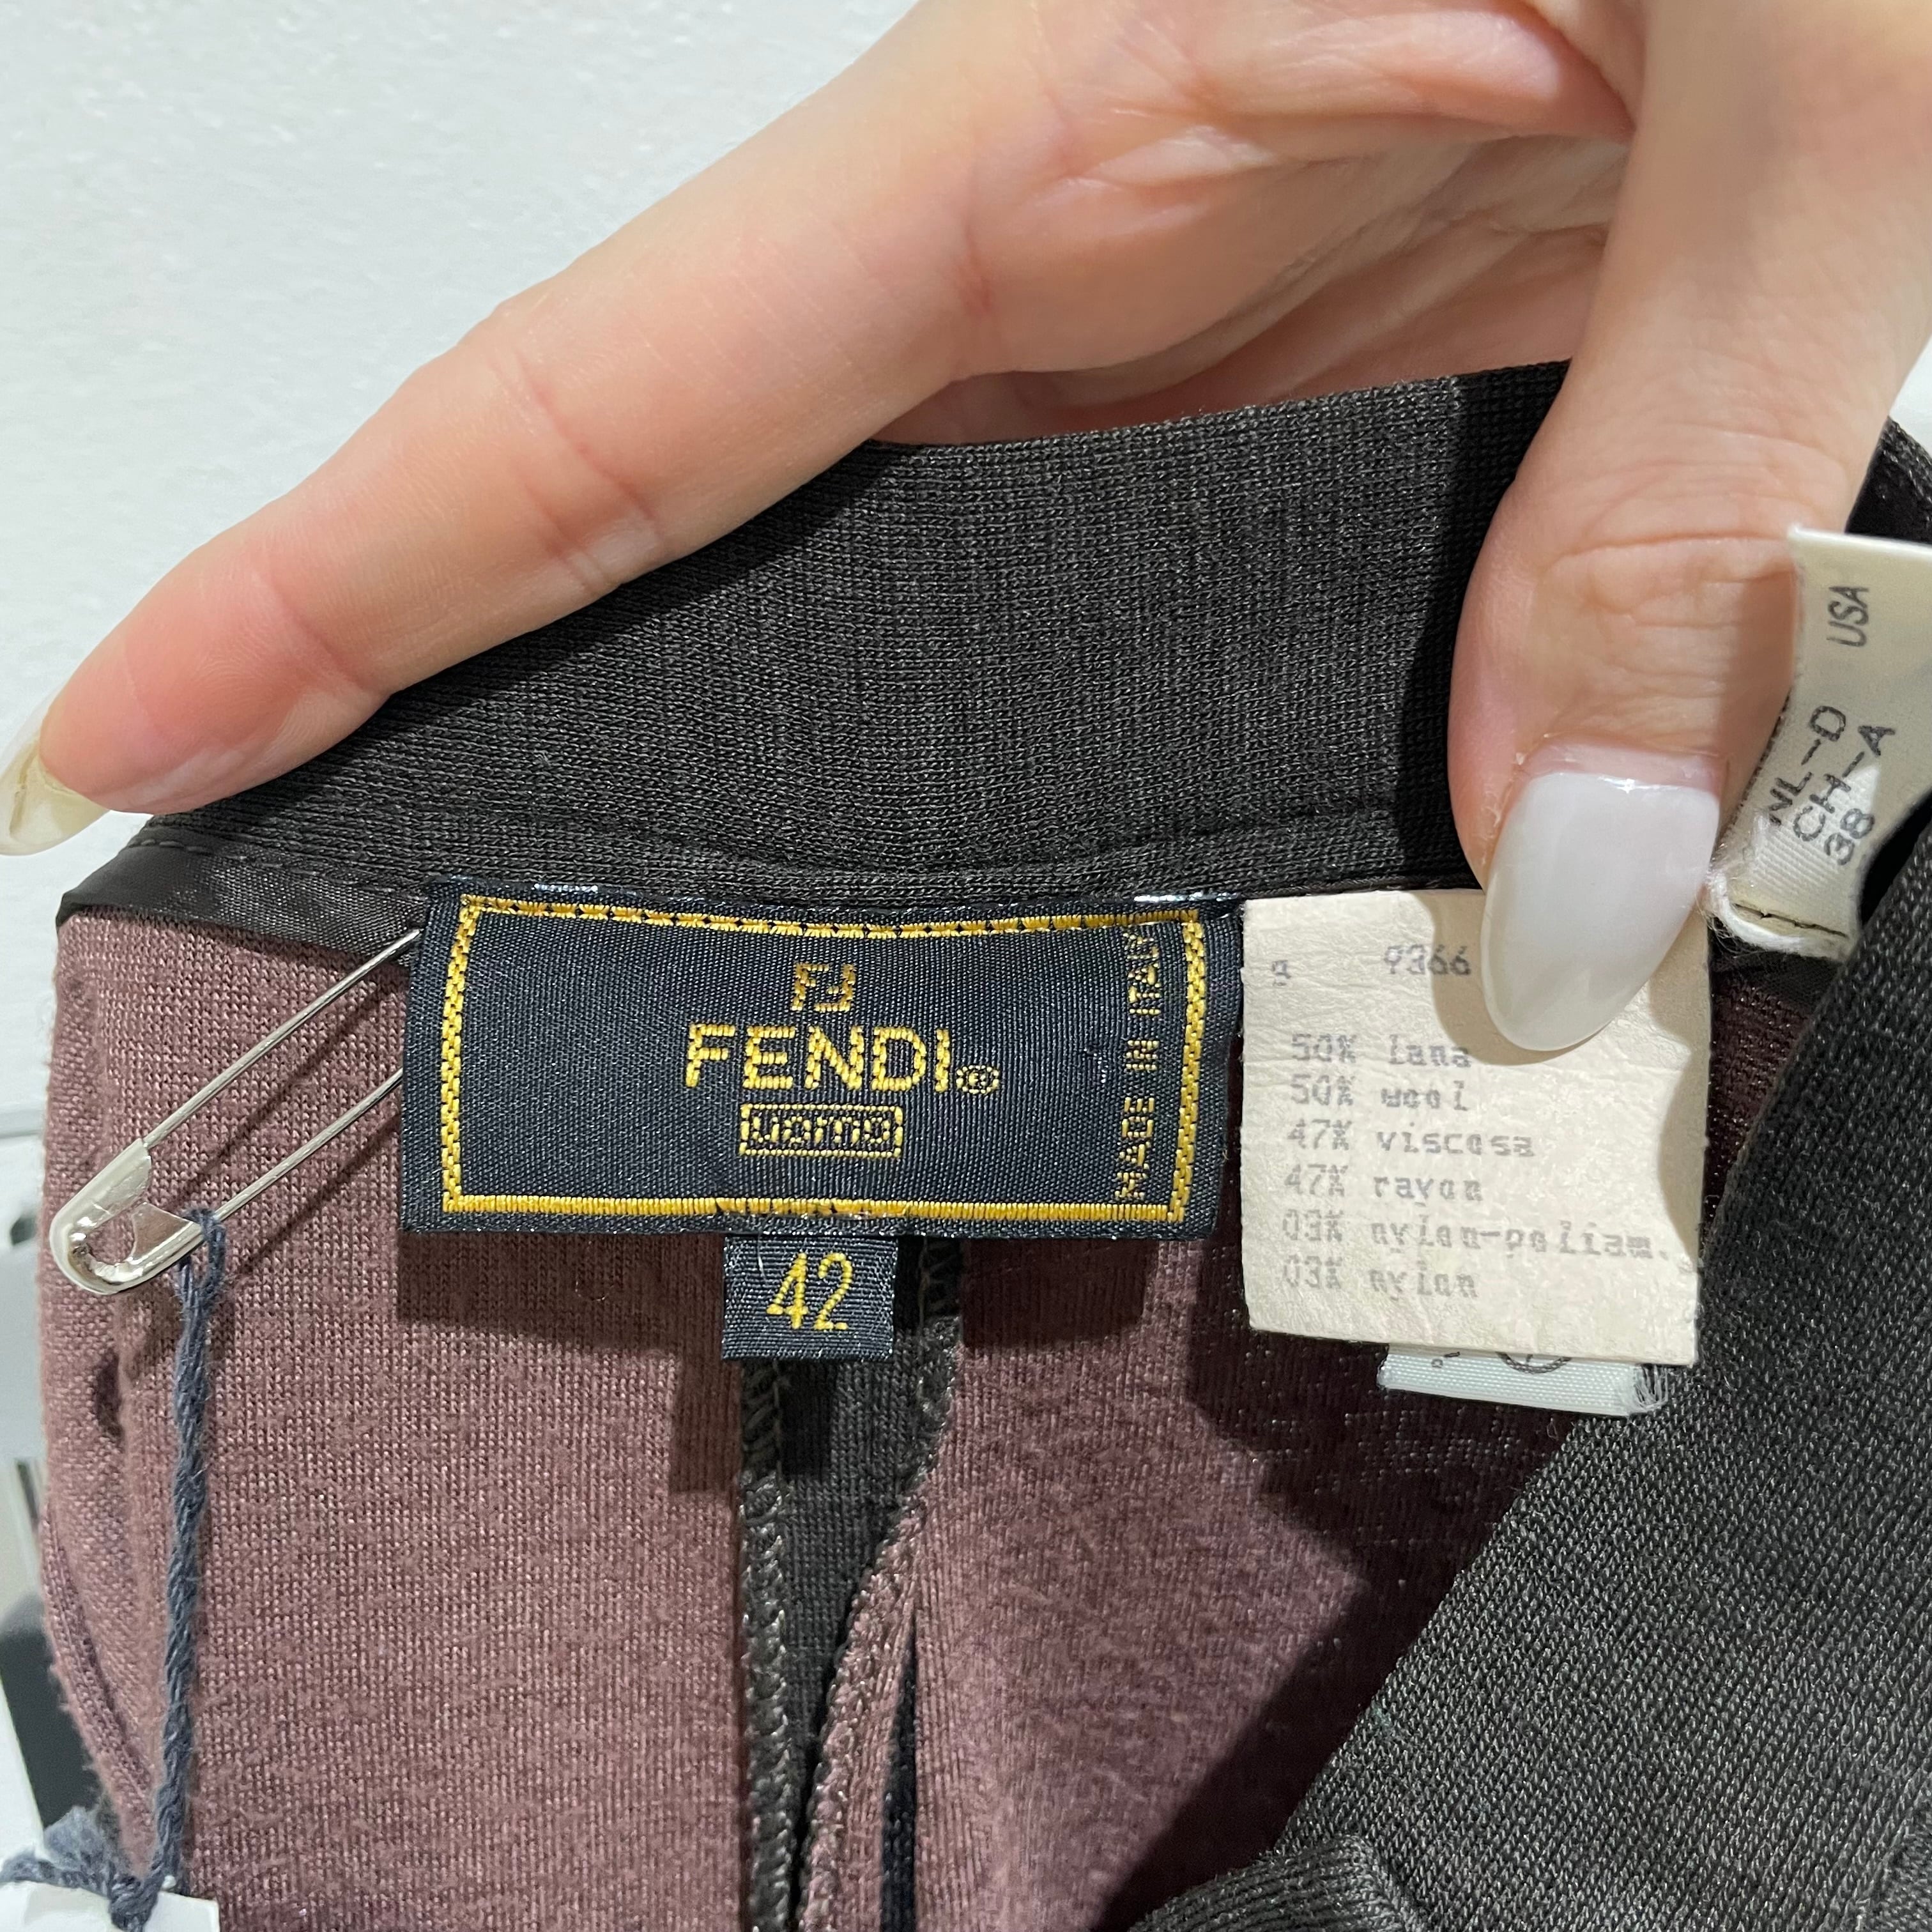 FENDI®
uomo
MADE IN ITALY
42
9366
50% lana
50% wool
47% viscosa
47% rayon
03% nylon-poliam.
03% nylon
USA
NL-D
CH-A
38